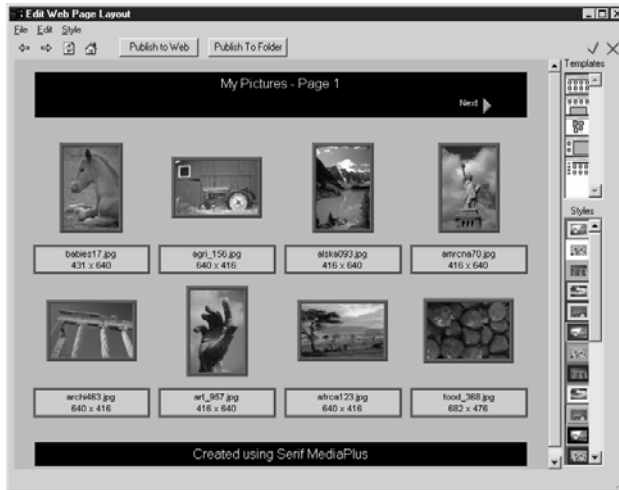 Edit Web Page Layout
File Edit Style
Publish to Web Publish To Folder
Templates
My Pictures - Page 1
Next
babies17.jpg
431 x 640
agri_156.jpg
640 x 416
alska093.jpg
416 x 640
amrcna70.jpg
416 x 640
Styles
archi463.jpg
640 x 416
art_957.jpg
416 x 640
afrca123.jpg
640 x 416
food_368.jpg
682 x 476
Created using Serif MediaPlus